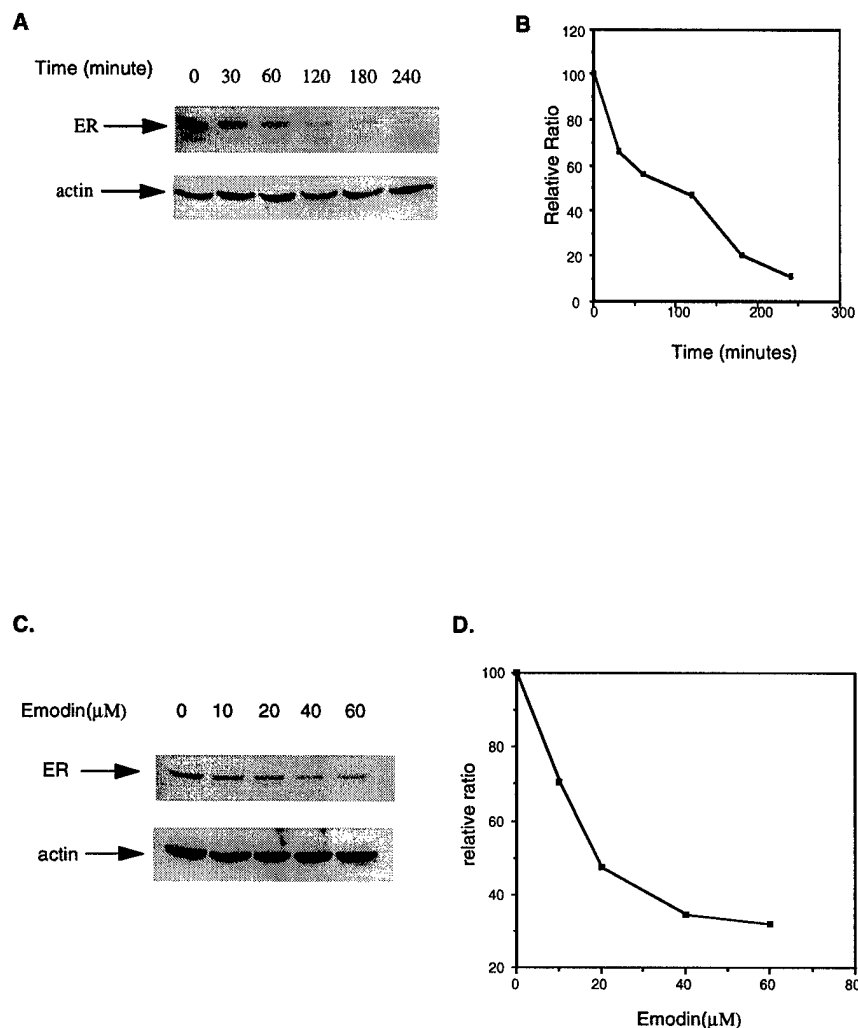 A
Time (minute) 0 30 60 120 180 240
ER
actin
B
120
100
80
60
40
20
0
Relative Ratio
0 100 200 300
Time (minutes)
C.
Emodin(µM) 0 10 20 40 60
ER
actin
D.
100
80
60
40
20
relative ratio
0 20 40 60 80
Emodin(µM)